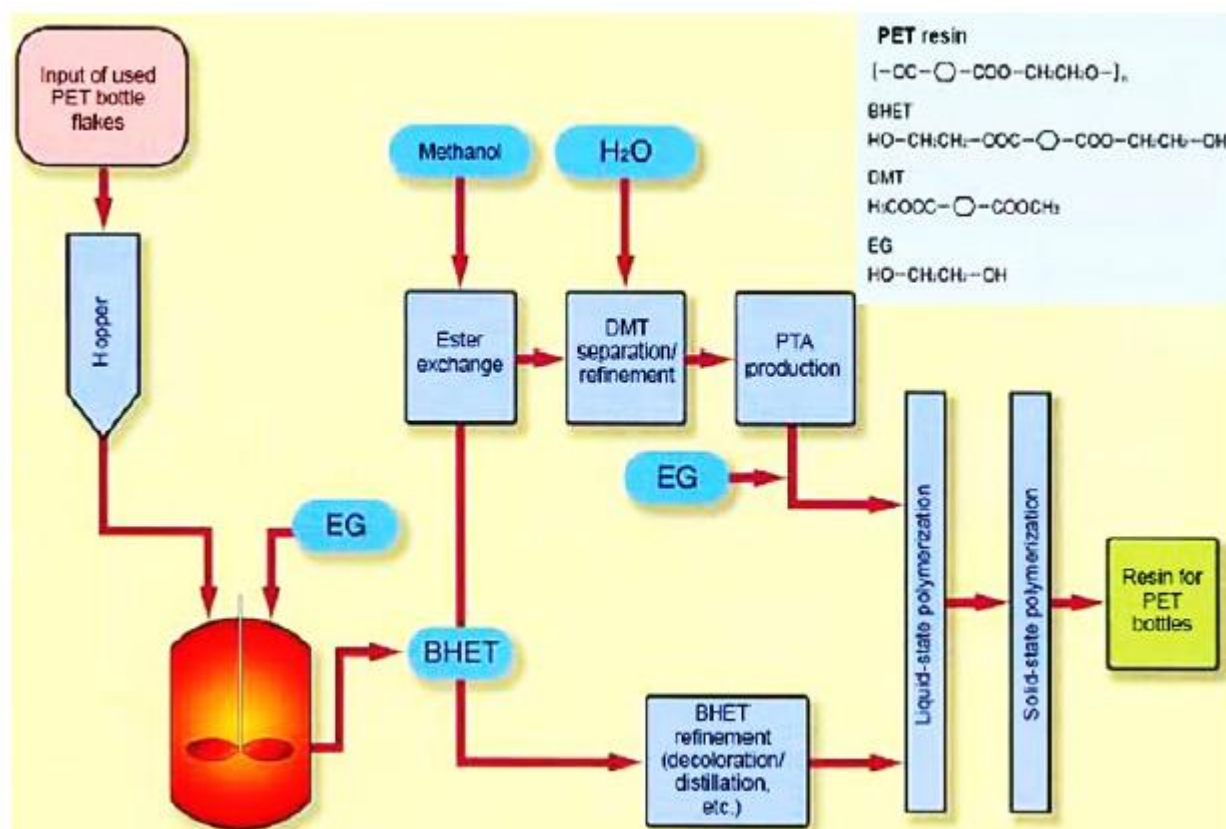 Input of used
PET bottle
flakes
Hopper
EG
Methanol
H₂O
Ester
exchange
DMT
separation/
refinement
PTA
production
EG
BHET
BHET
refinement
(decoloration/
distillation,
etc.)
Liquid-state polymerization
Solid-state polymerization
Resin for
PET
bottles
PET resin
[-OC-⬡-COO-CH₂CH₂O-]ₙ
BHET
HO-CH₂CH₂-OOC-⬡-COO-CH₂CH₂-OH
DMT
H₃COOC-⬡-COOCH₃
EG
HO-CH₂CH₂-OH